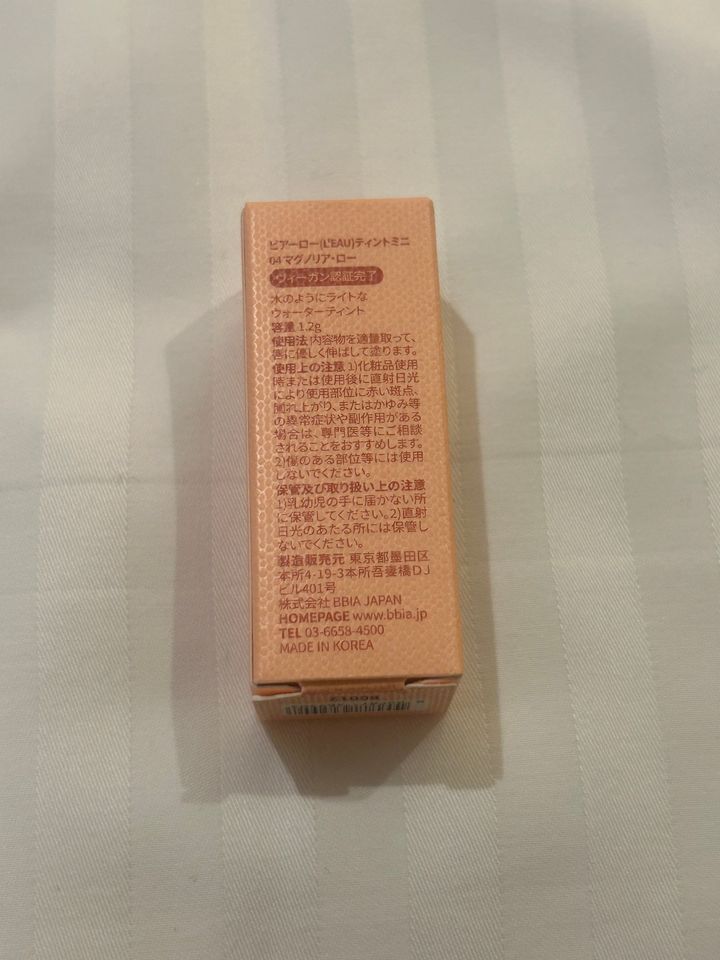 ピアーロー(L'EAU)ティントミニ
04 マグノリア・ロー
ヴィーガン認証完了
水のようにライトな
ウォーターティント
容量 1.2g
使用法 内容物を適量取って、
唇に優しく伸ばして塗ります。
使用上の注意 1)化粧品使用
時または使用後に直射日光
により使用部位に赤い斑点、
腫れ上がり、またはかゆみ等
の異常症状や副作用がある
場合は、専門医等にご相談
されることをおすすめします。
2)傷のある部位等には使用
しないでください。
保管及び取り扱い上の注意
1)乳幼児の手に届かない所
に保管してください。2)直射
日光のあたる所には保管し
ないでください。
製造販売元 東京都墨田区
本所4-19-3本所吾妻橋DJ
ビル401号
株式会社 BBIA JAPAN
HOMEPAGE www.bbia.jp
TEL 03-6658-4500
MADE IN KOREA